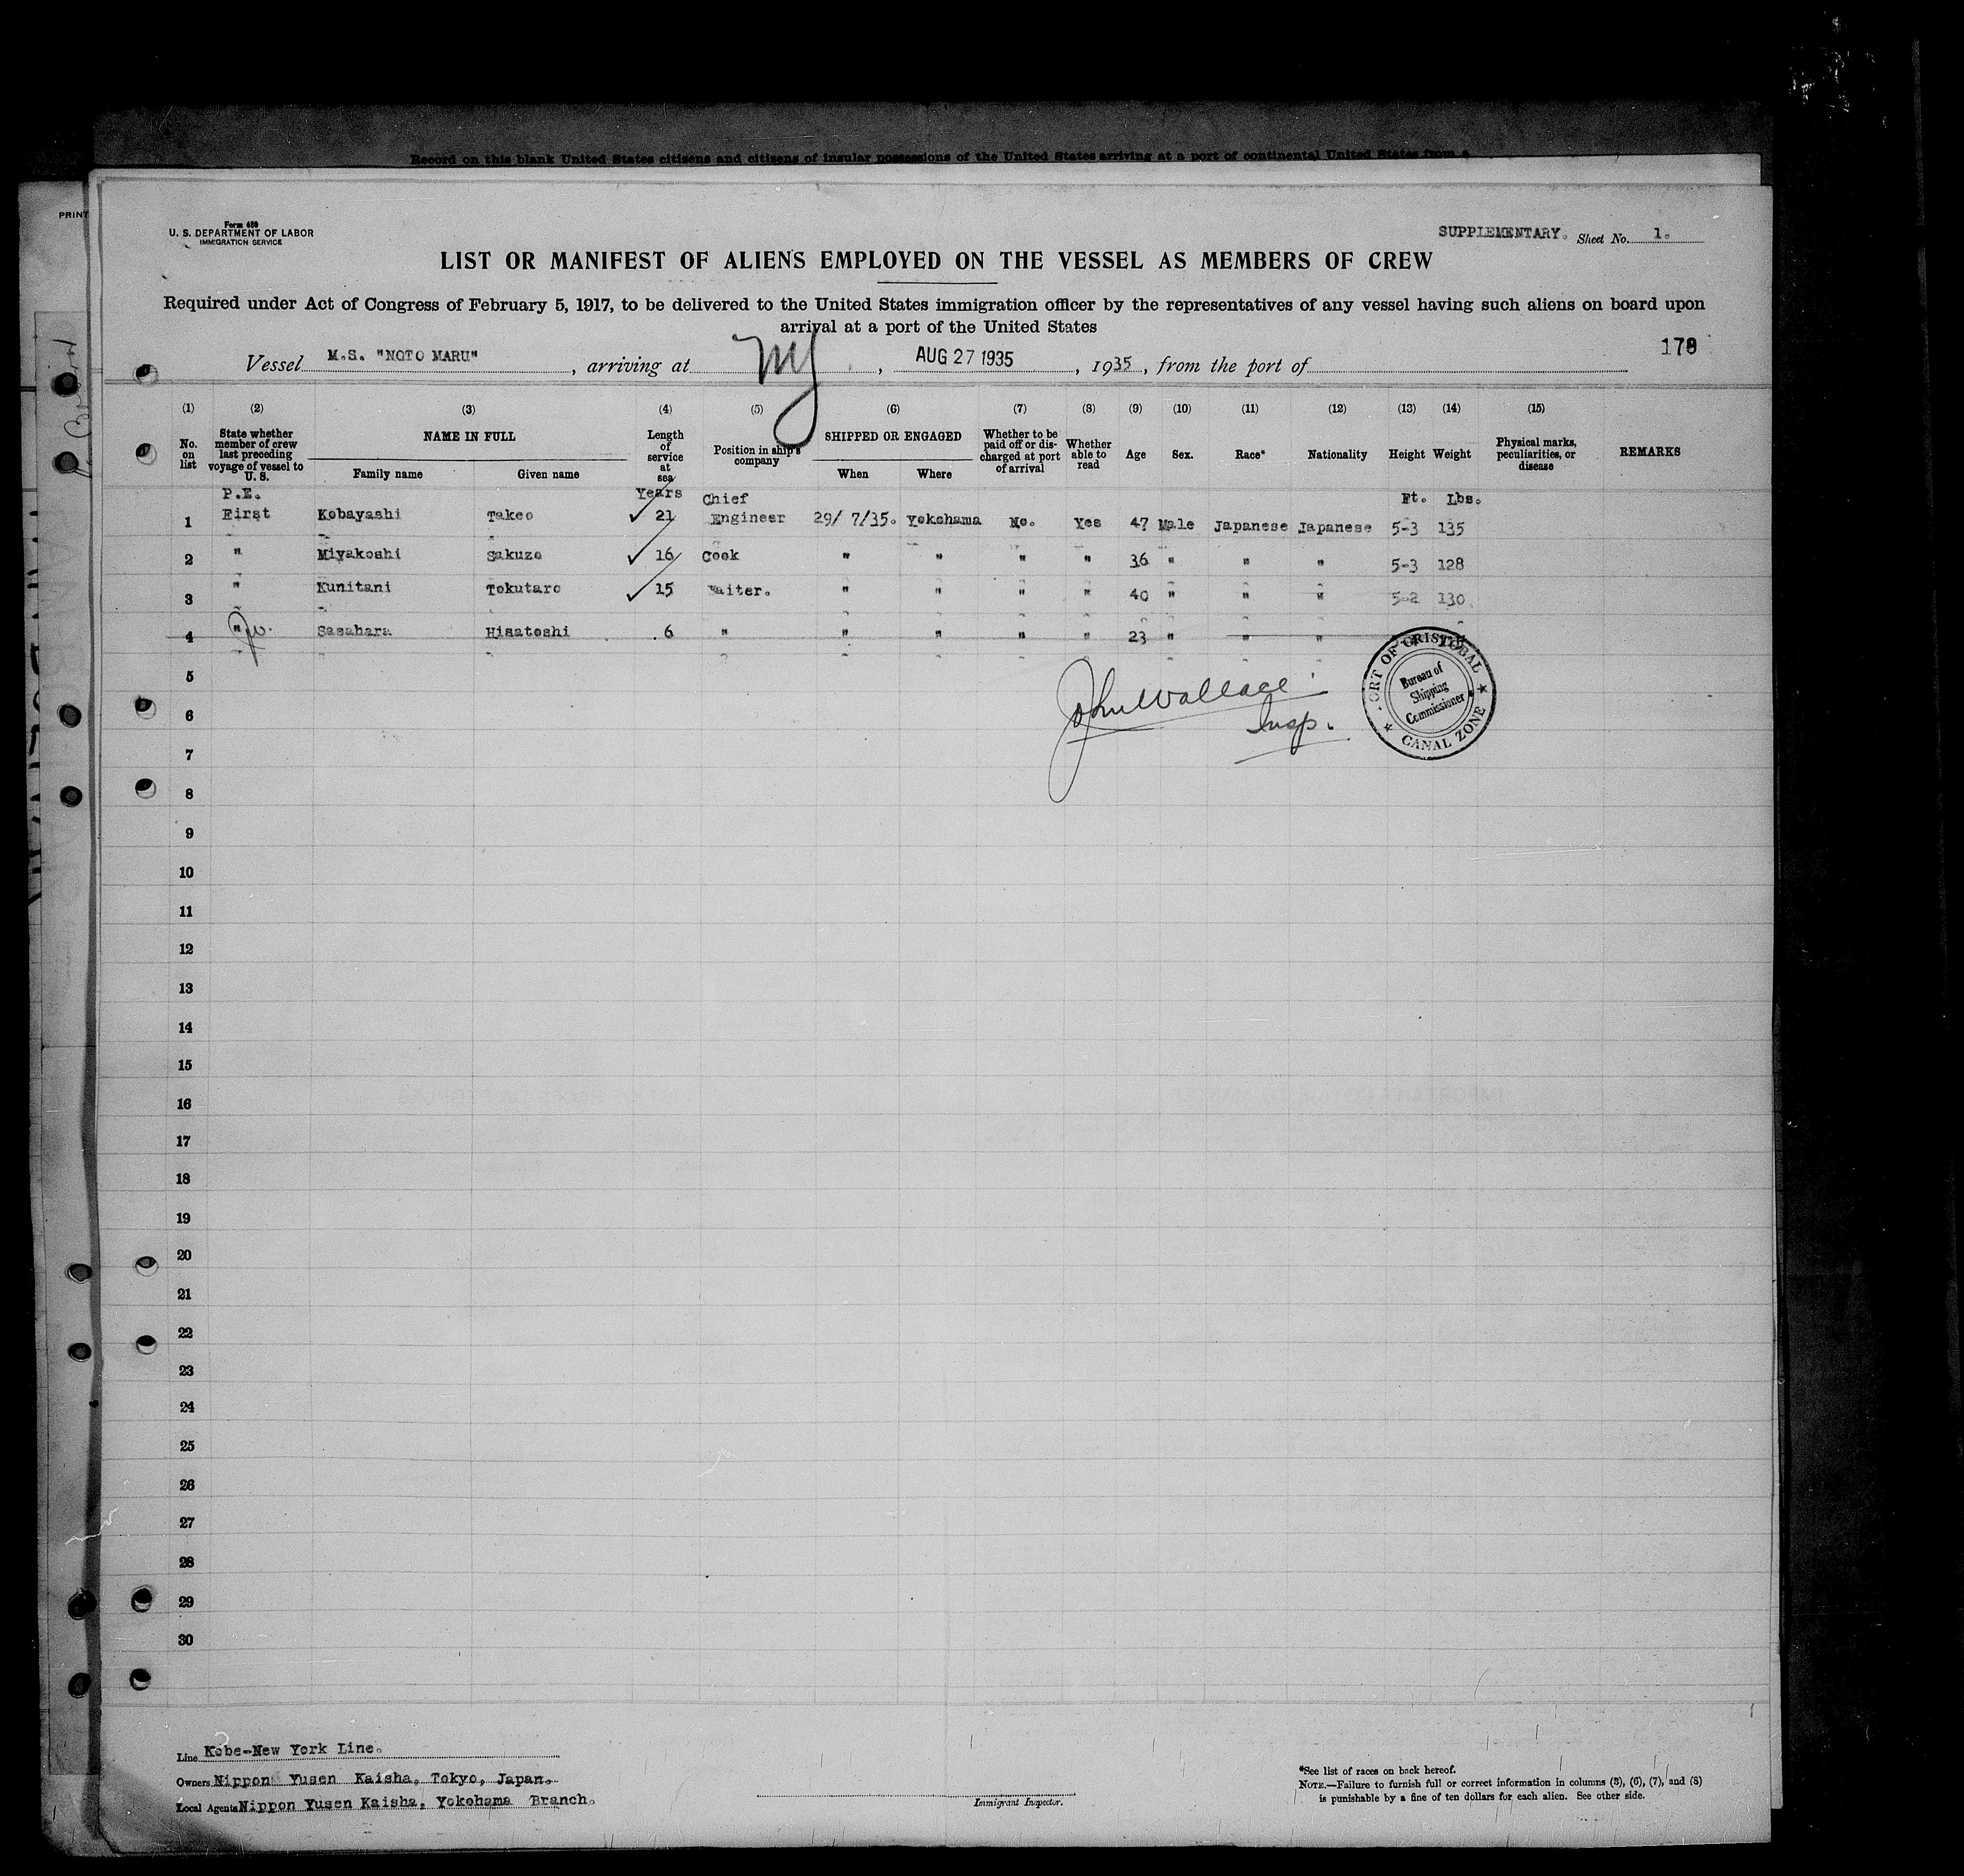 Record on this blank United States citizens and citizens of insular possessions of the United States arriving at a port of continental United States from a
PRINT
Form 689
U. S. DEPARTMENT OF LABOR
IMMIGRATION SERVICE
SUPPLEMENTARY. Sheet No. 1.
LIST OR MANIFEST OF ALIENS EMPLOYED ON THE VESSEL AS MEMBERS OF CREW
Required under Act of Congress of February 5, 1917, to be delivered to the United States immigration officer by the representatives of any vessel having such aliens on board upon
arrival at a port of the United States
179
Vessel M.S. "NOTO MARU", arriving at NY, AUG 27 1935, 1935, from the port of
(1) (2) (3) (4) (5) (6) (7) (8) (9) (10) (11) (12) (13) (14) (15)
No. on list State whether member of crew last preceding voyage of vessel to U. S. NAME IN FULL Family name Given name Length of service at sea Position in ship's company SHIPPED OR ENGAGED When Where Whether to be paid off or discharged at port of arrival Whether able to read Age Sex. Race* Nationality Height Weight Physical marks, peculiarities, or disease REMARKS
P.E. Years Chief Ft. Lbs.
1 First Kobayashi Takeo 21 Engineer 29/ 7/35. Yokohama No. Yes 47 Male Japanese Japanese 5-3 135
2 " Miyakoshi Sakuzo 16 Cook " " " " 36 " " " 5-3 128
3 " Kunitani Tokutaro 15 Waiter. " " " " 40 " " " 5-2 130
4 " Sasahara Hisatoshi 6 " " " " " 23 " " "
PORT OF CRISTOBAL
Bureau of
Shipping
Commissioner
CANAL ZONE
5
John Wallace
6
Insp.
7
8
9
10
11
12
13
14
15
16
17
18
19
20
21
22
23
24
25
26
27
28
29
30
Line Kobe-New York Line.
Owners Nippon Yusen Kaisha, Tokyo, Japan.
Local Agents Nippon Yusen Kaisha, Yokohama Branch.
Immigrant Inspector.
*See list of races on back hereof.
NOTE.—Failure to furnish full or correct information in columns (5), (6), (7), and (8)
is punishable by a fine of ten dollars for each alien. See other side.